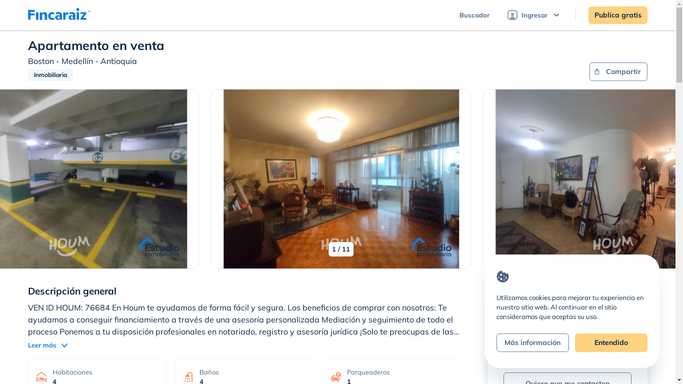 Fincaraiz
Buscador
Ingresar
Publica gratis
Apartamento en venta
Boston - Medellín - Antioquia
Inmobiliaria
Compartir
62
HOUM
Estudio
Inmobiliario
HOUM
Estudio
1 / 11
HOUM
Descripción general
VEN ID HOUM: 76684 En Houm te ayudamos de forma fácil y segura. Los beneficios de comprar con nosotros: Te
ayudamos a conseguir financiamiento a través de una asesoría personalizada Mediación y seguimiento de todo el
proceso Ponemos a tu disposición profesionales en notariado, registro y asesoría jurídica ¡Solo te preocupas de las...
Leer más
Habitaciones
4
Baños
4
Parqueaderos
1
Utilizamos cookies para mejorar tu experiencia en
nuestro sitio web. Al continuar en el sitio
consideramos que aceptas su uso.
Más información
Entendido
Quiero que me contacten